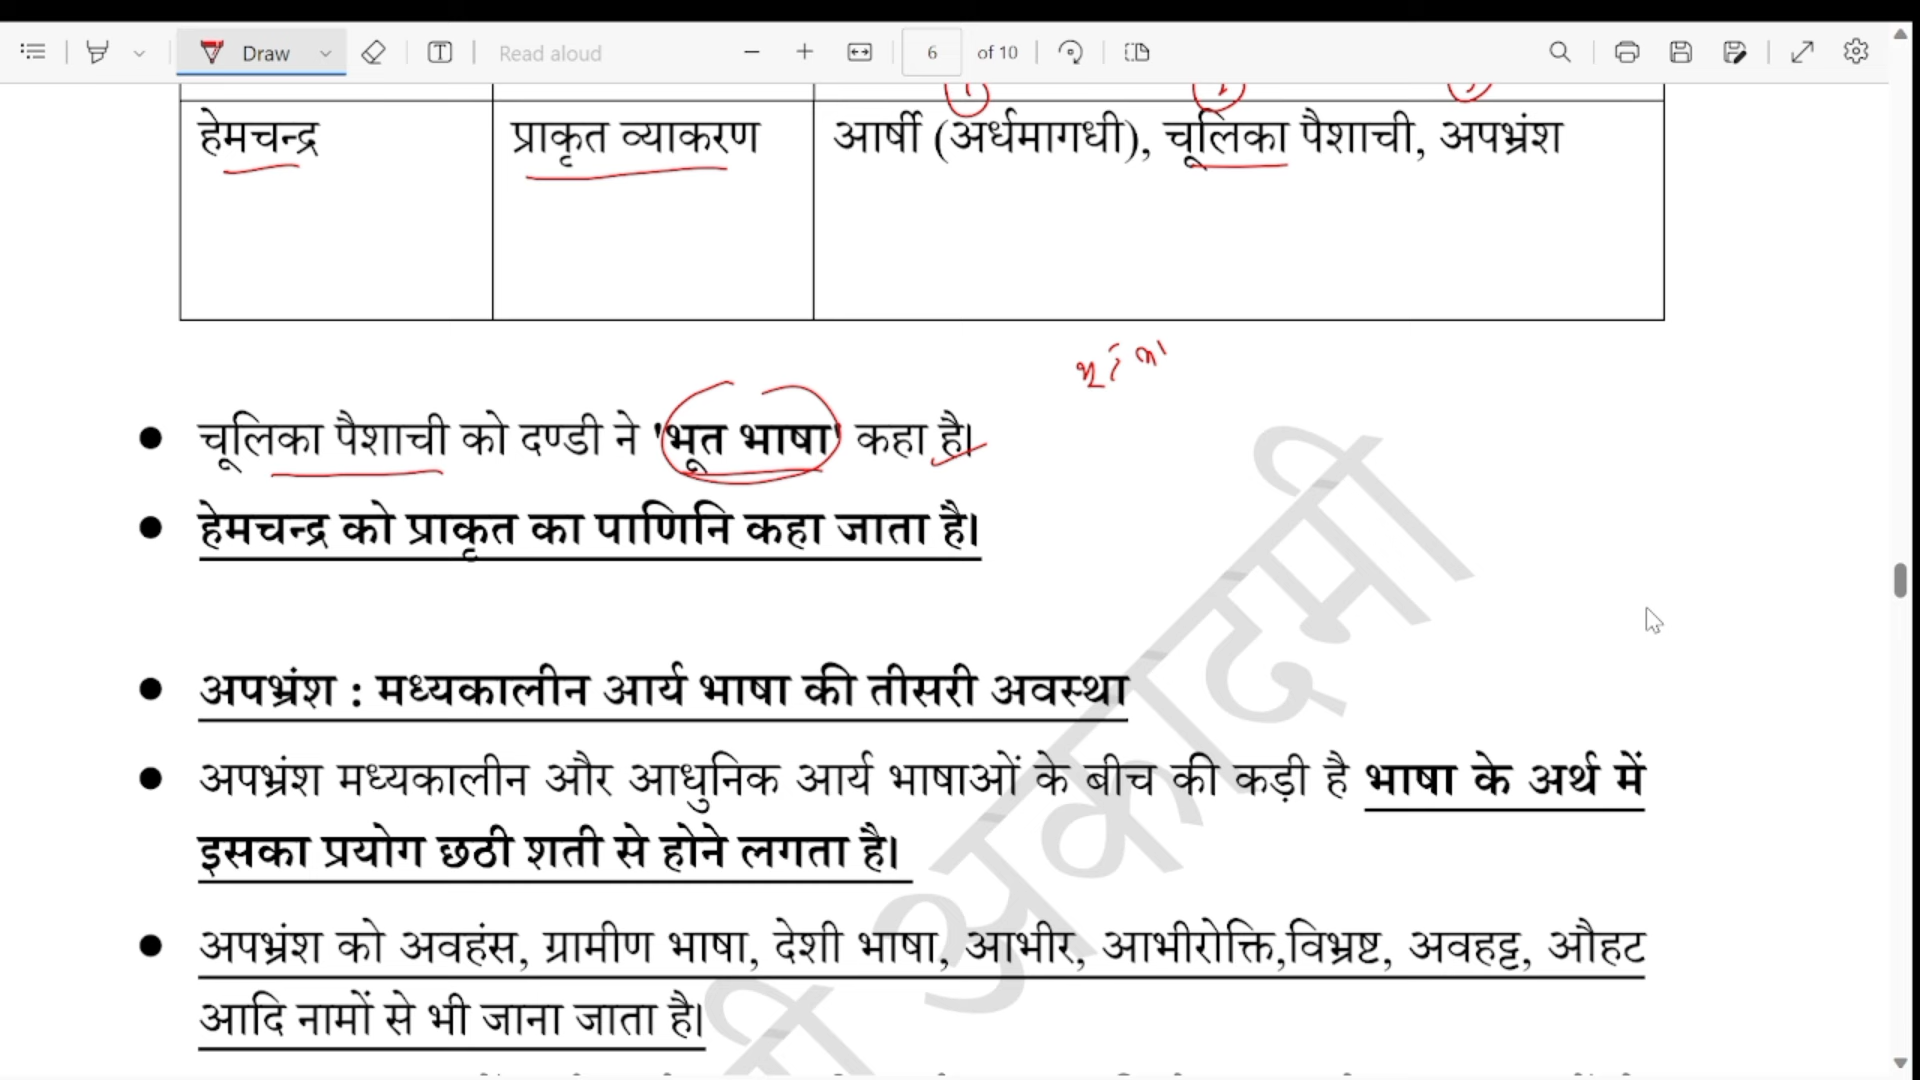 Draw
Read aloud
6 of 10
हेमचन्द्र
प्राकृत व्याकरण
आर्षी (अर्धमागधी), चूलिका पैशाची, अपभ्रंश
चूलिका पैशाची को दण्डी ने 'भूत भाषा' कहा है।
हेमचन्द्र को प्राकृत का पाणिनि कहा जाता है।
अपभ्रंश : मध्यकालीन आर्य भाषा की तीसरी अवस्था
अपभ्रंश मध्यकालीन और आधुनिक आर्य भाषाओं के बीच की कड़ी है भाषा के अर्थ में
इसका प्रयोग छठी शती से होने लगता है।
अपभ्रंश को अवहंस, ग्रामीण भाषा, देशी भाषा, आभीर, आभीरोक्ति,विभ्रष्ट, अवहट्ट, औहट
आदि नामों से भी जाना जाता है।
अकादमी